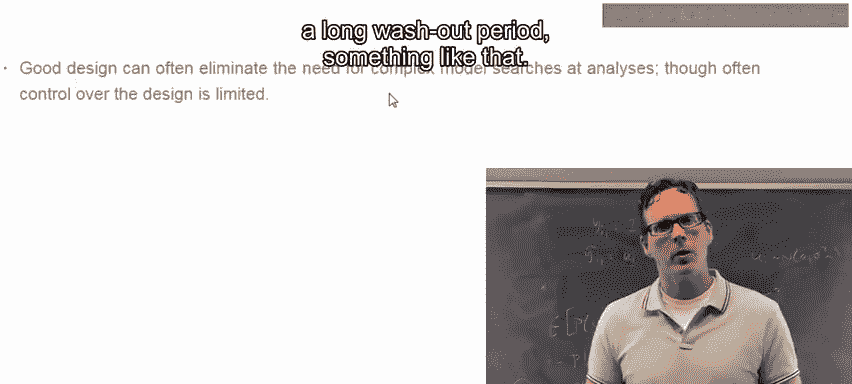 a long wash-out period,
something like that.
· Good design can often eliminate the need for complex model searches at analyses; though often
control over the design is limited.